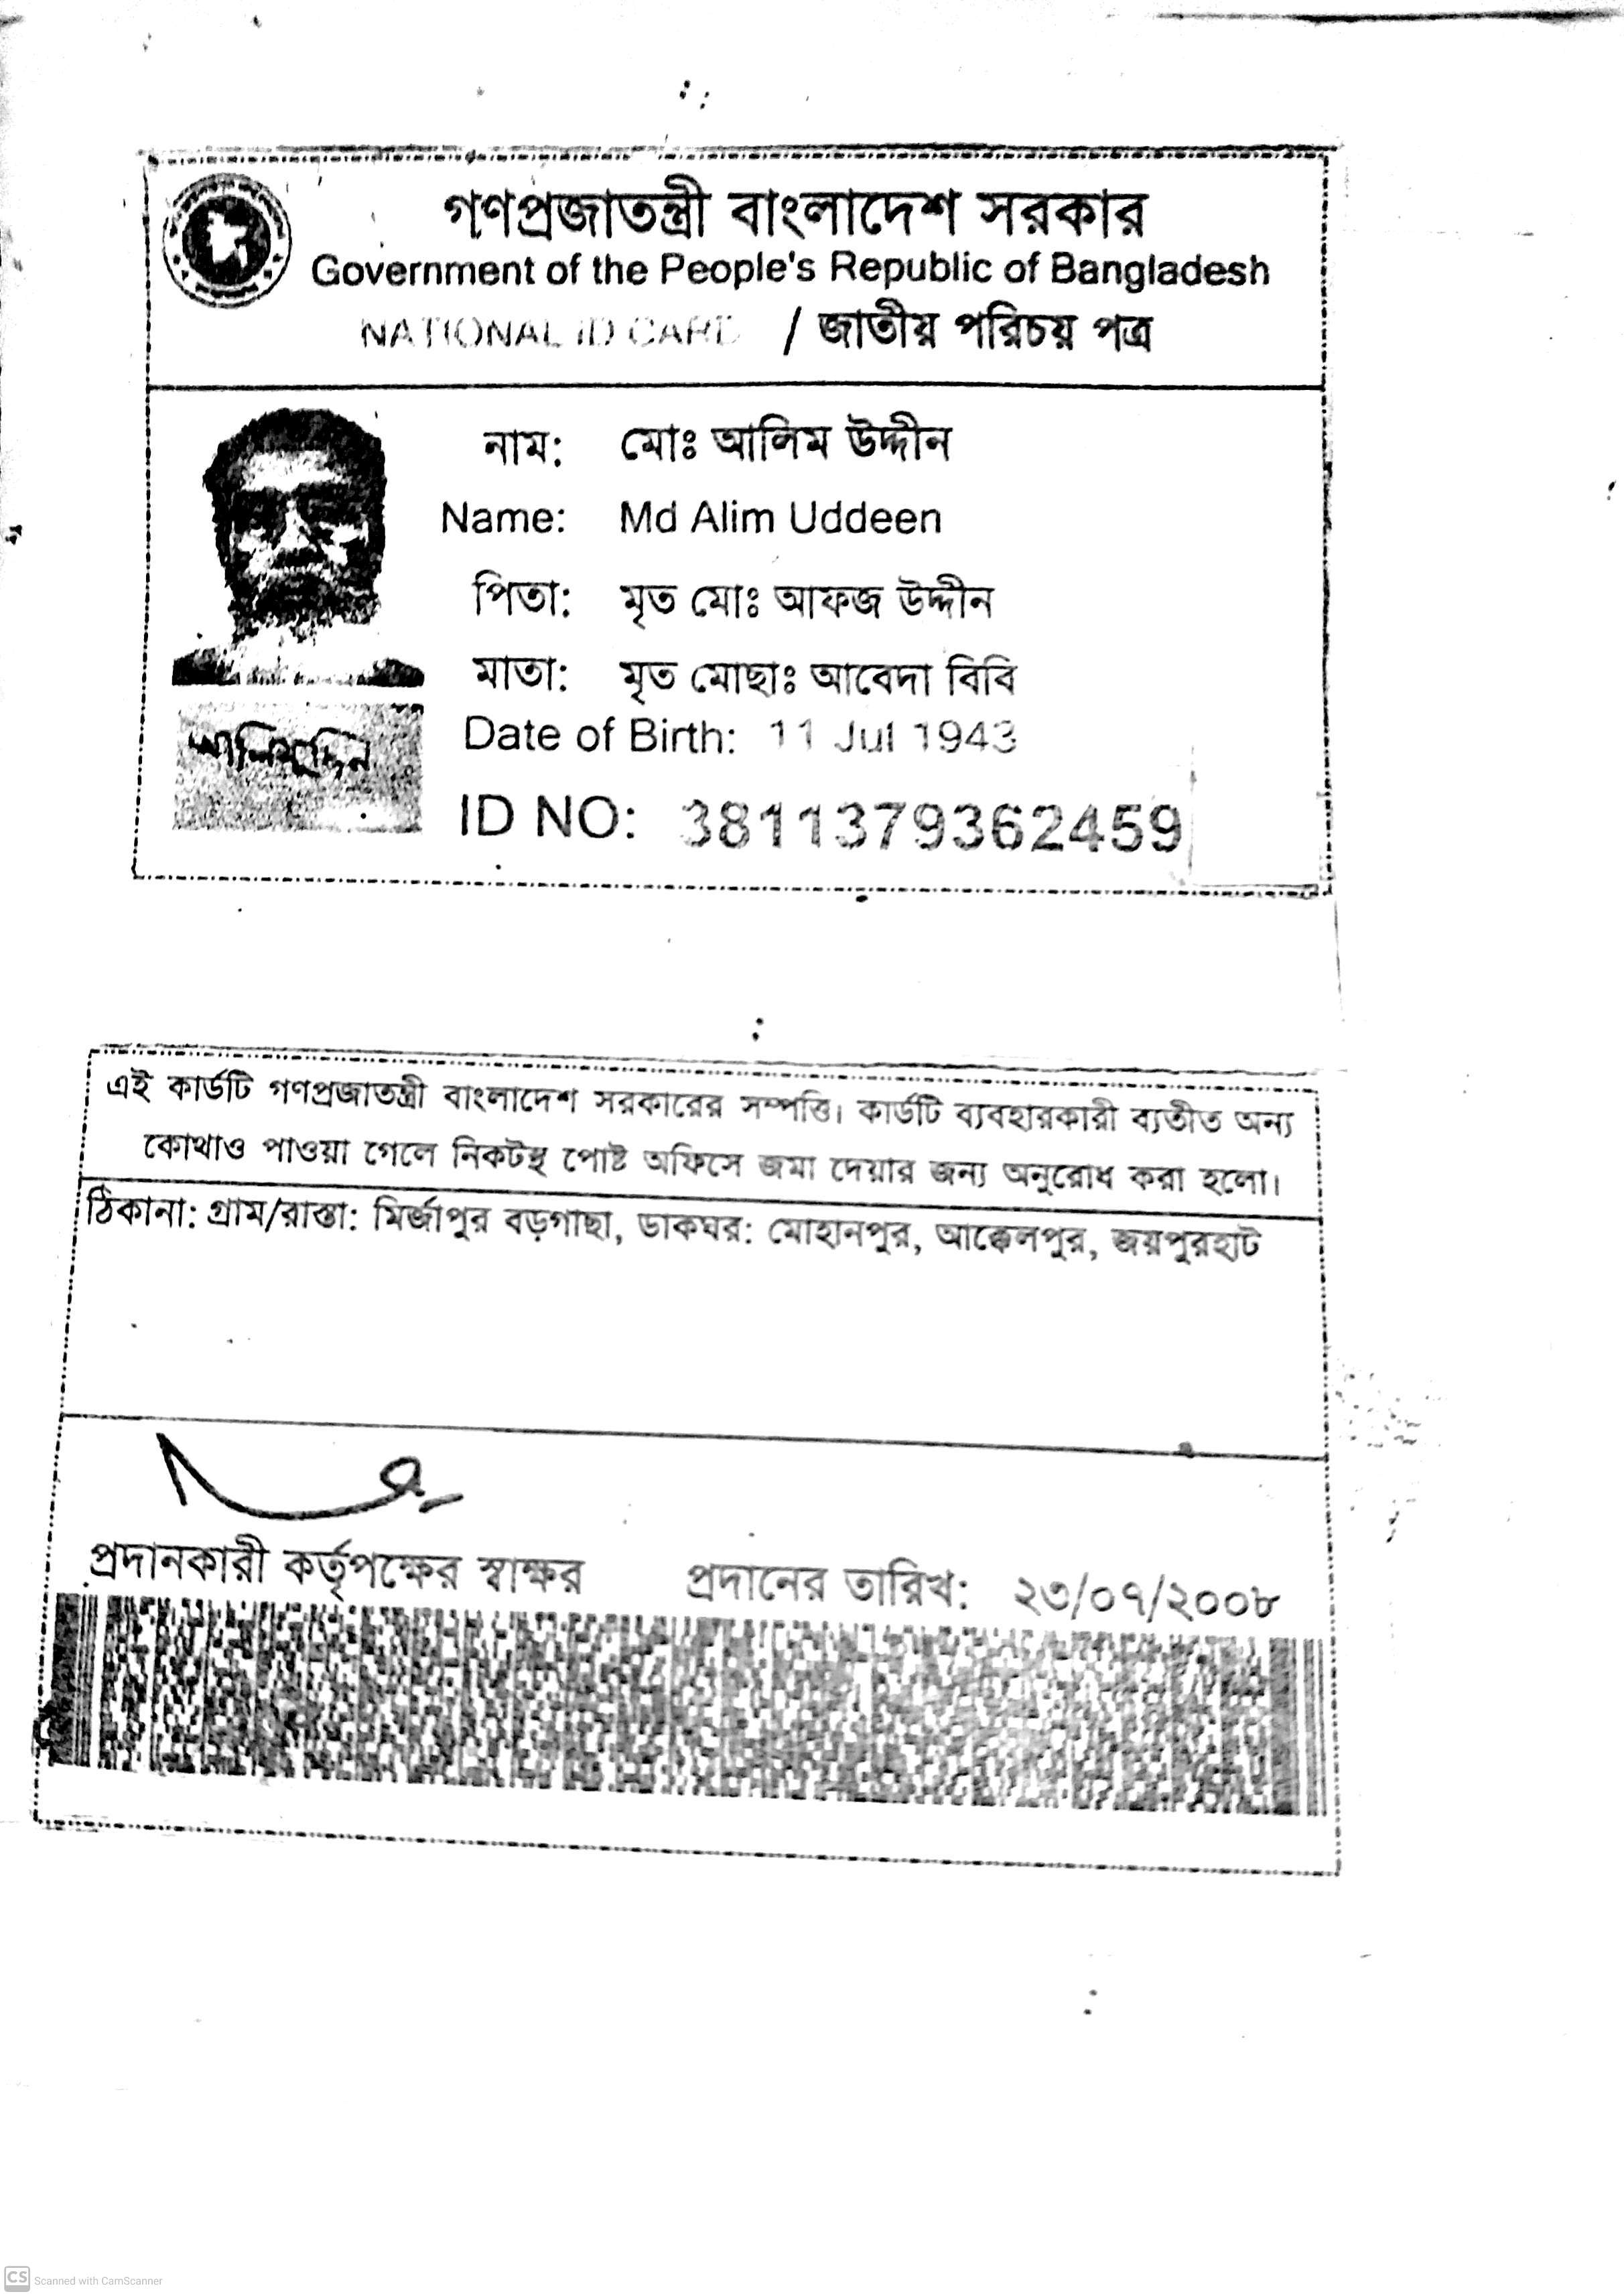 গণপ্রজাতন্ত্রী বাংলাদেশ সরকার
Government of the People's Republic of Bangladesh
NATIONAL ID CARD / জাতীয় পরিচয় পত্র
নাম: মোঃ আলিম উদ্দীন
Name: Md Alim Uddeen
পিতা: মৃত মোঃ আফজ উদ্দীন
মাতা: মৃত মোছাঃ আবেদা বিবি
Date of Birth: 11 Jul 1943
আলিমুদ্দিন
ID NO: 3811379362459
এই কার্ডটি গণপ্রজাতন্ত্রী বাংলাদেশ সরকারের সম্পত্তি। কার্ডটি ব্যবহারকারী ব্যতীত অন্য
কোথাও পাওয়া গেলে নিকটস্থ পোষ্ট অফিসে জমা দেয়ার জন্য অনুরোধ করা হলো।
ঠিকানা: গ্রাম/রাস্তা: মির্জাপুর বড়গাছা, ডাকঘর: মোহানপুর, আক্কেলপুর, জয়পুরহাট
প্রদানকারী কর্তৃপক্ষের স্বাক্ষর প্রদানের তারিখ: ২৩/০৭/২০০৮
CS Scanned with CamScanner